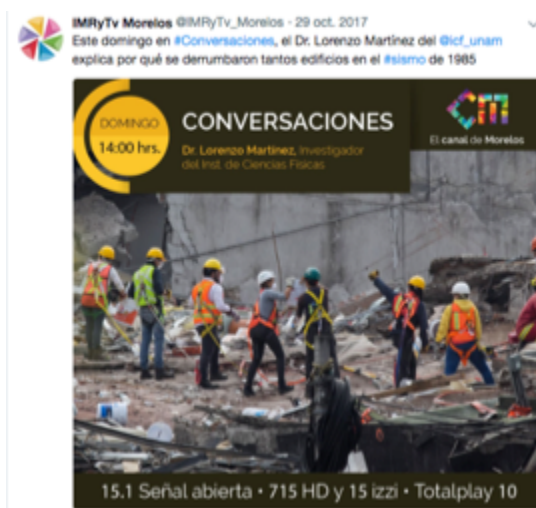 IMRyTv Morelos @IMRyTv_Morelos · 29 oct. 2017
Este domingo en #Conversaciones, el Dr. Lorenzo Martínez del @icf_unam
explica por qué se derrumbaron tantos edificios en el #sismo de 1985
DOMINGO
14:00 hrs.
CONVERSACIONES
Dr. Lorenzo Martínez, Investigador
del Inst. de Ciencias Físicas
CM
El canal de Morelos
15.1 Señal abierta • 715 HD y 15 izzi • Totalplay 10